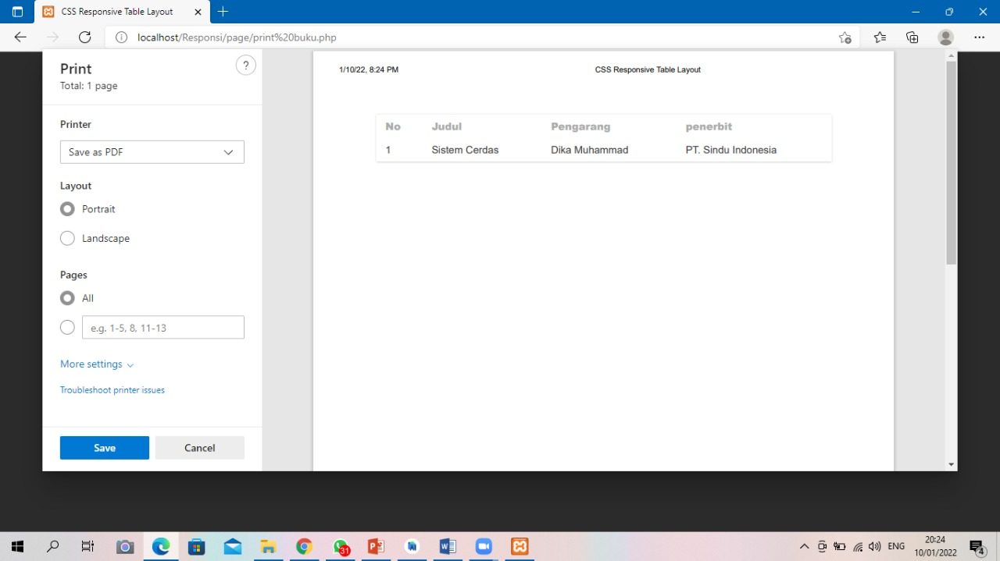 CSS Responsive Table Layout
localhost/Responsi/page/print%20buku.php
Print
?
Total: 1 page
Printer
Save as PDF
Layout
Portrait
Landscape
Pages
All
e.g. 1-5, 8, 11-13
More settings
Troubleshoot printer issues
Save Cancel
1/10/22, 8:24 PM CSS Responsive Table Layout
No Judul Pengarang penerbit
1 Sistem Cerdas Dika Muhammad PT. Sindu Indonesia
31
ENG
20:24
10/01/2022
4